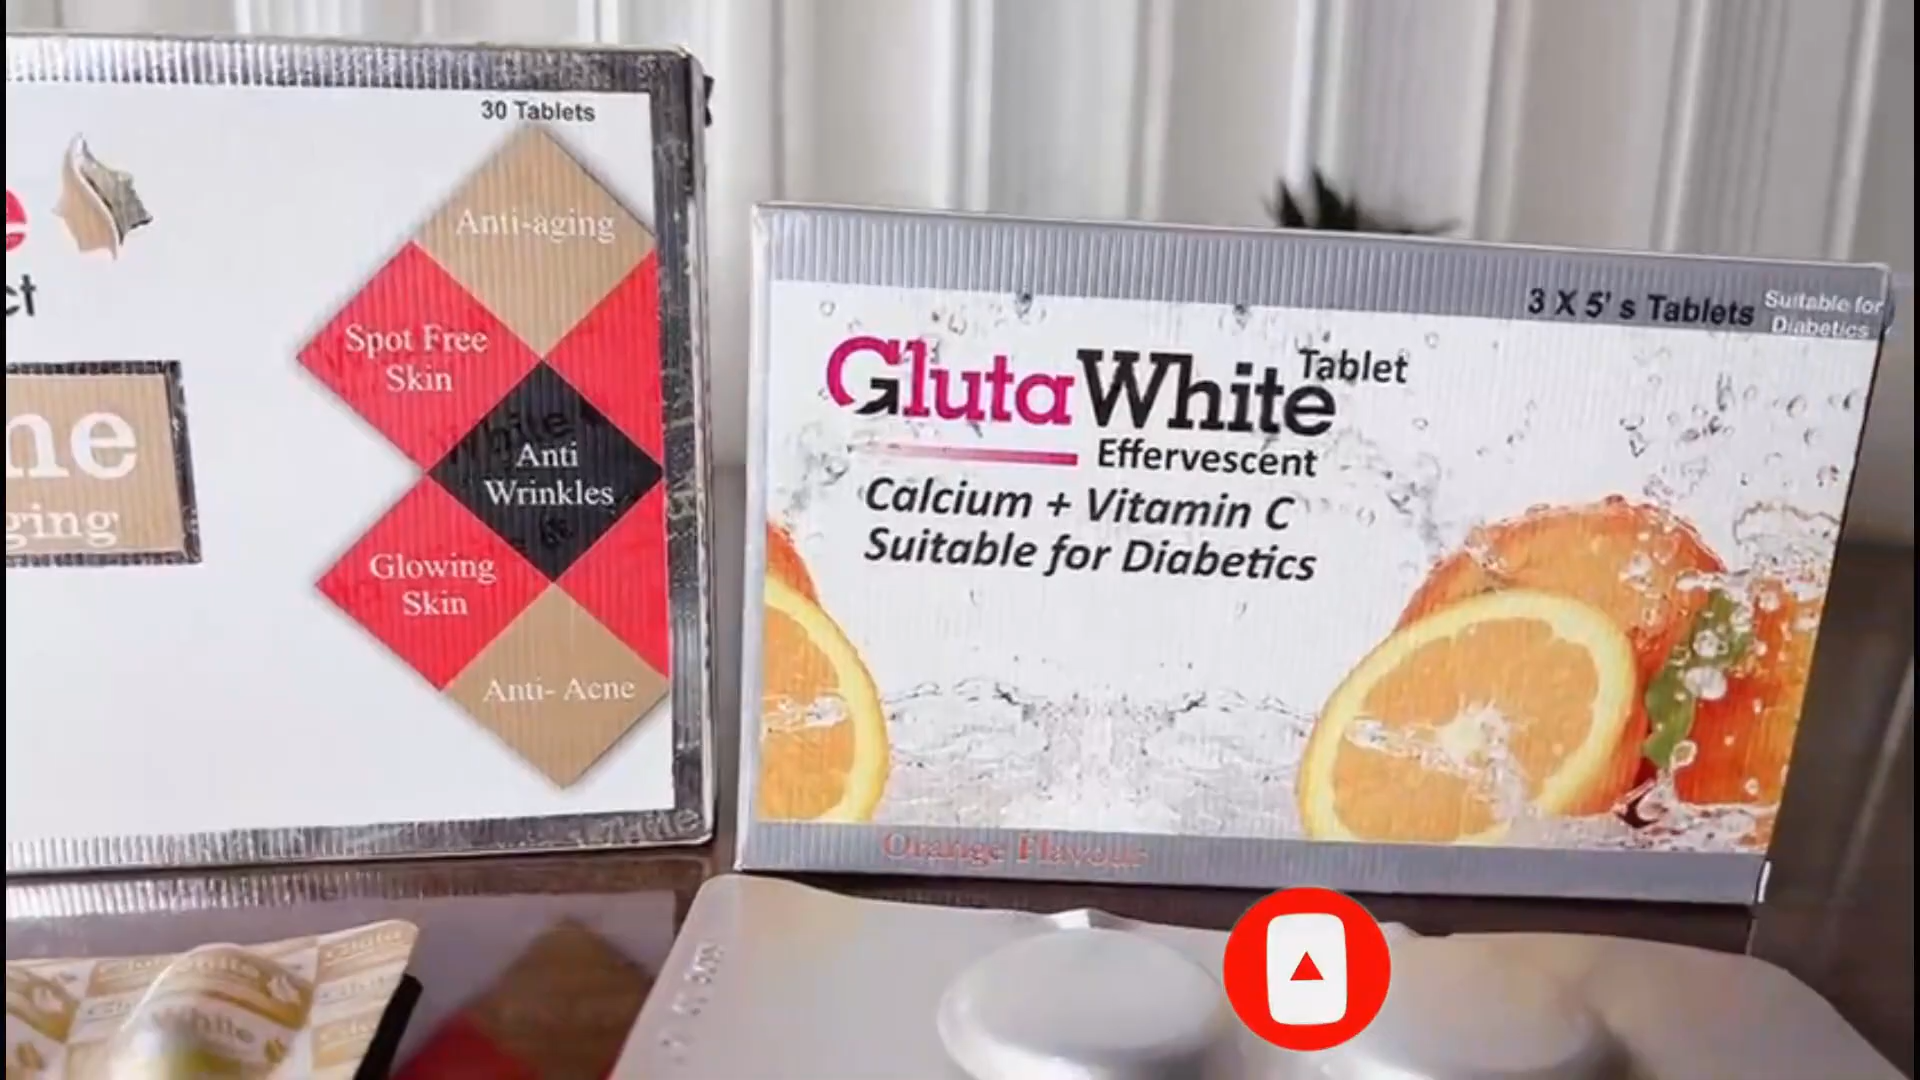 30 Tablets
Anti-aging
Spot Free
Skin
Anti
Wrinkles
Glowing
Skin
Anti- Acne
ging
3 X 5' s Tablets
Suitable for
Diabetics
GlutaWhite Tablet
Effervescent
Calcium + Vitamin C
Suitable for Diabetics
Orange Flavour